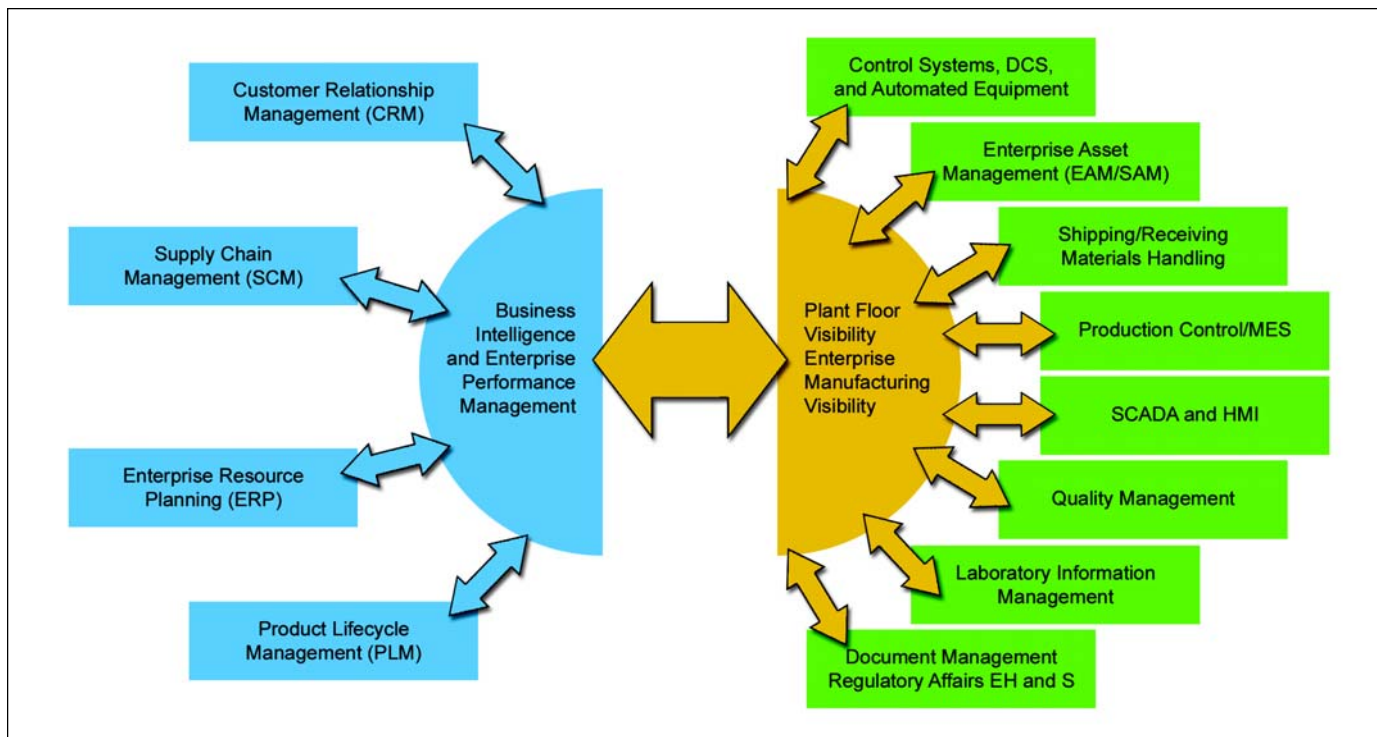 Customer Relationship
Management (CRM)
Supply Chain
Management (SCM)
Enterprise Resource
Planning (ERP)
Product Lifecycle
Management (PLM)
Business
Intelligence
and Enterprise
Performance
Management
Plant Floor
Visibility
Enterprise
Manufacturing
Visibility
Control Systems, DCS,
and Automated Equipment
Enterprise Asset
Management (EAM/SAM)
Shipping/Receiving
Materials Handling
Production Control/MES
SCADA and HMI
Quality Management
Laboratory Information
Management
Document Management
Regulatory Affairs EH and S